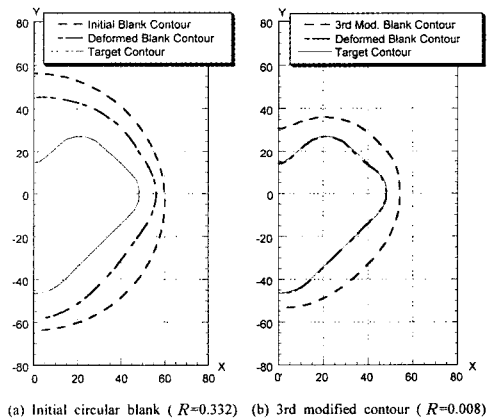 Y
80
Initial Blank Contour
Deformed Blank Contour
Target Contour
60
40
20
0
-20
-40
-60
-80
0 20 40 60 80
X
Y
80
3rd Mod. Blank Contour
Deformed Blank Contour
Target Contour
60
40
20
0
-20
-40
-60
-80
0 20 40 60 80
X
(a) Initial circular blank ( R=0.332) (b) 3rd modified contour ( R=0.008)